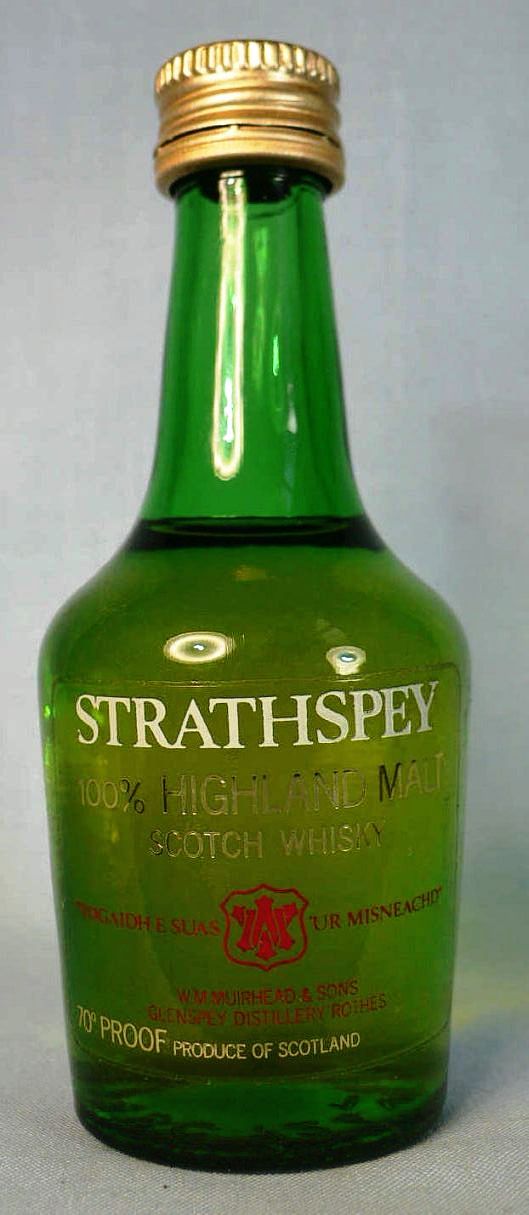 STRATHSPEY
100% HIGHLAND MALT
SCOTCH WHISKY
"TOGAIDH E SUAS 'UR MISNEACHD"
W.M. MUIRHEAD & SONS
GLENSPEY DISTILLERY ROTHES
70° PROOF PRODUCE OF SCOTLAND